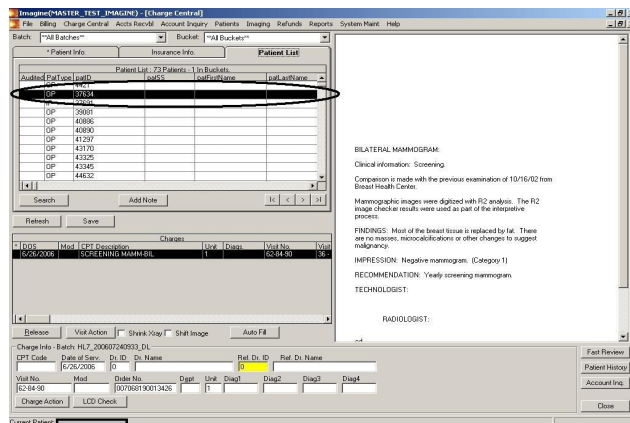 Imagine(MASTER_TEST_IMAGINE) - [Charge Central]
File Billing Charge Central Accts Recvbl Account Inquiry Patients Imaging Refunds Reports System Maint Help
Batch: **All Batches** Bucket: **All Buckets**
* Patient Info. Insurance Info. Patient List
Patient List : 73 Patients - 1 In Buckets.
Audited PatType patID patSS patFirstName patLastName
OP 4421
OP 37634
OP 37691
OP 39081
OP 40886
OP 40890
OP 41297
OP 43170
OP 43325
OP 43345
OP 44632
Search Add Note |< < > >|
Refresh Save
Charges
* DOS Mod CPT Description Unit Diags. Visit No. Visit
6/26/2006 SCREENING MAMM-BIL 1 62-84-90 36 -
Release Visit Action Shrink Xray Shift Image Auto Fill
Charge Info - Batch: HL7_200607240933_DL
CPT Code Date of Serv. Dr. ID Dr. Name Ref. Dr. ID Ref. Dr. Name
6/26/2006 0 0
Visit No. Mod Order No. Dept Unit Diag1 Diag2 Diag3 Diag4
62-84-90 007068190013426 1
Charge Action LCD Check
Current Patient:
BILATERAL MAMMOGRAM:
Clinical information: Screening.
Comparison is made with the previous examination of 10/16/02 from
Breast Health Center.
Mammographic images were digitized with R2 analysis. The R2
image checker results were used as part of the interpretive
process.
FINDINGS: Most of the breast tissue is replaced by fat. There
are no masses, microcalcifications or other changes to suggest
malignancy.
IMPRESSION: Negative mammogram. (Category 1)
RECOMMENDATION: Yearly screening mammogram.
TECHNOLOGIST:
RADIOLOGIST:
Fast Review
Patient History
Account Inq.
Close